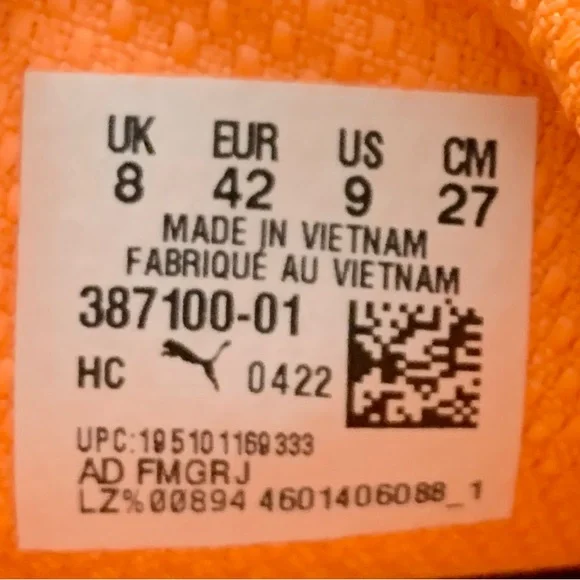 UK EUR US CM
8 42 9 27
MADE IN VIETNAM
FABRIQUÉ AU VIETNAM
387100-01
HC 0422
UPC:195101169333
AD FMGRJ
LZ%00894 4601406088_1